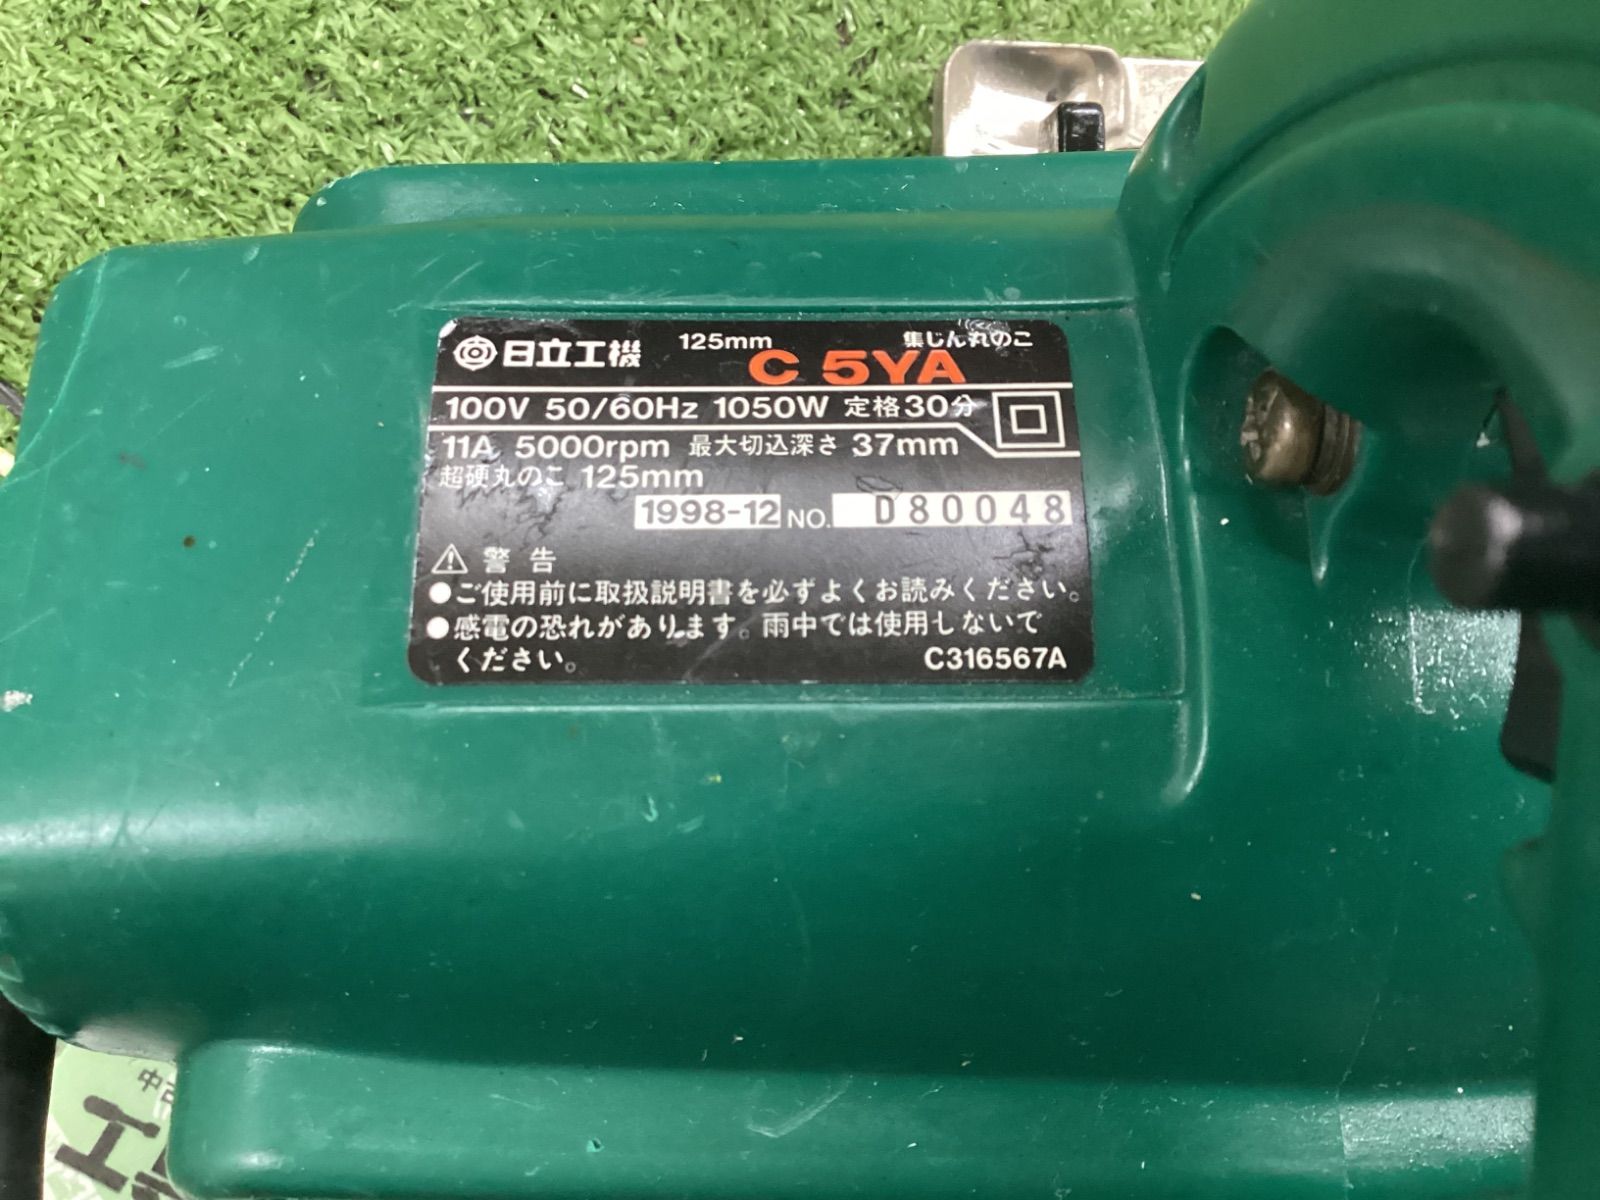 日立工機 125mm 集じん丸のこ
C 5YA
100V 50/60Hz 1050W 定格30分
11A 5000rpm 最大切込深さ 37mm
超硬丸のこ 125mm
1998-12 NO. D80048
⚠ 警告
●ご使用前に取扱説明書を必ずよくお読みください。
●感電の恐れがあります。雨中では使用しないで
ください。 C316567A